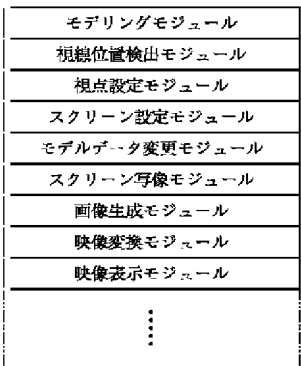 モデリングモジュール
視線位置検出モジュール
視点設定モジュール
スクリーン設定モジュール
モデルデータ変更モジュール
スクリーン写像モジュール
画像生成モジュール
映像変換モジュール
映像表示モジュール